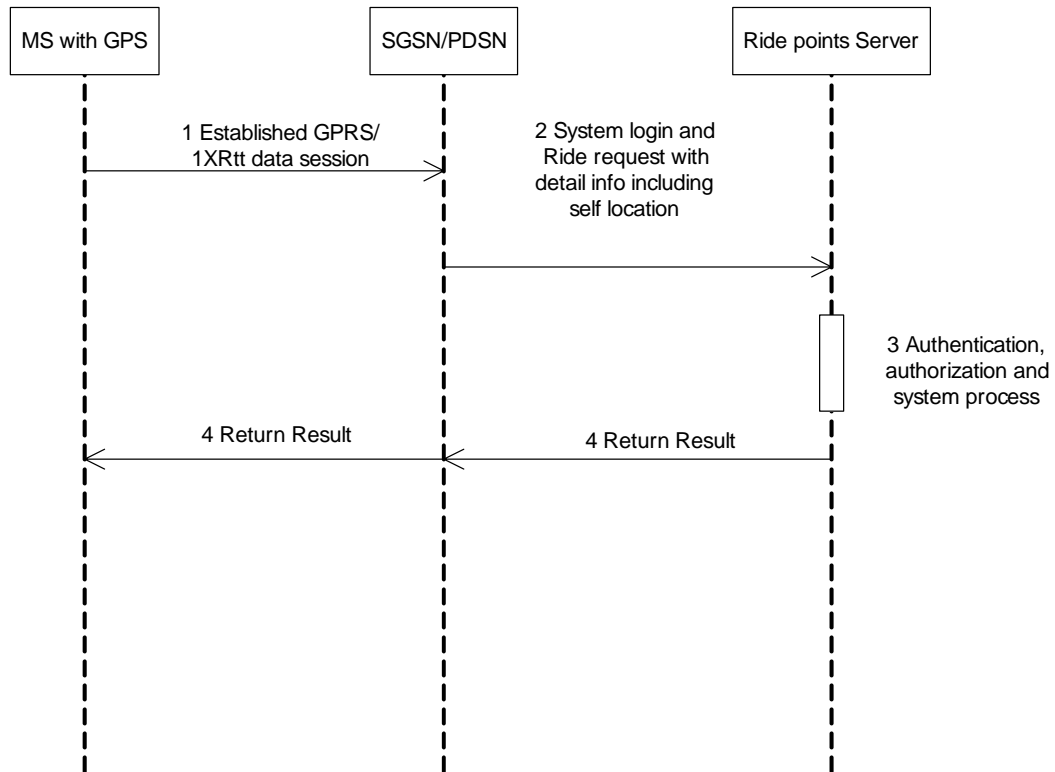 MS with GPS
SGSN/PDSN
Ride points Server
1 Established GPRS/
1XRtt data session
2 System login and
Ride request with
detail info including
self location
3 Authentication,
authorization and
system process
4 Return Result
4 Return Result